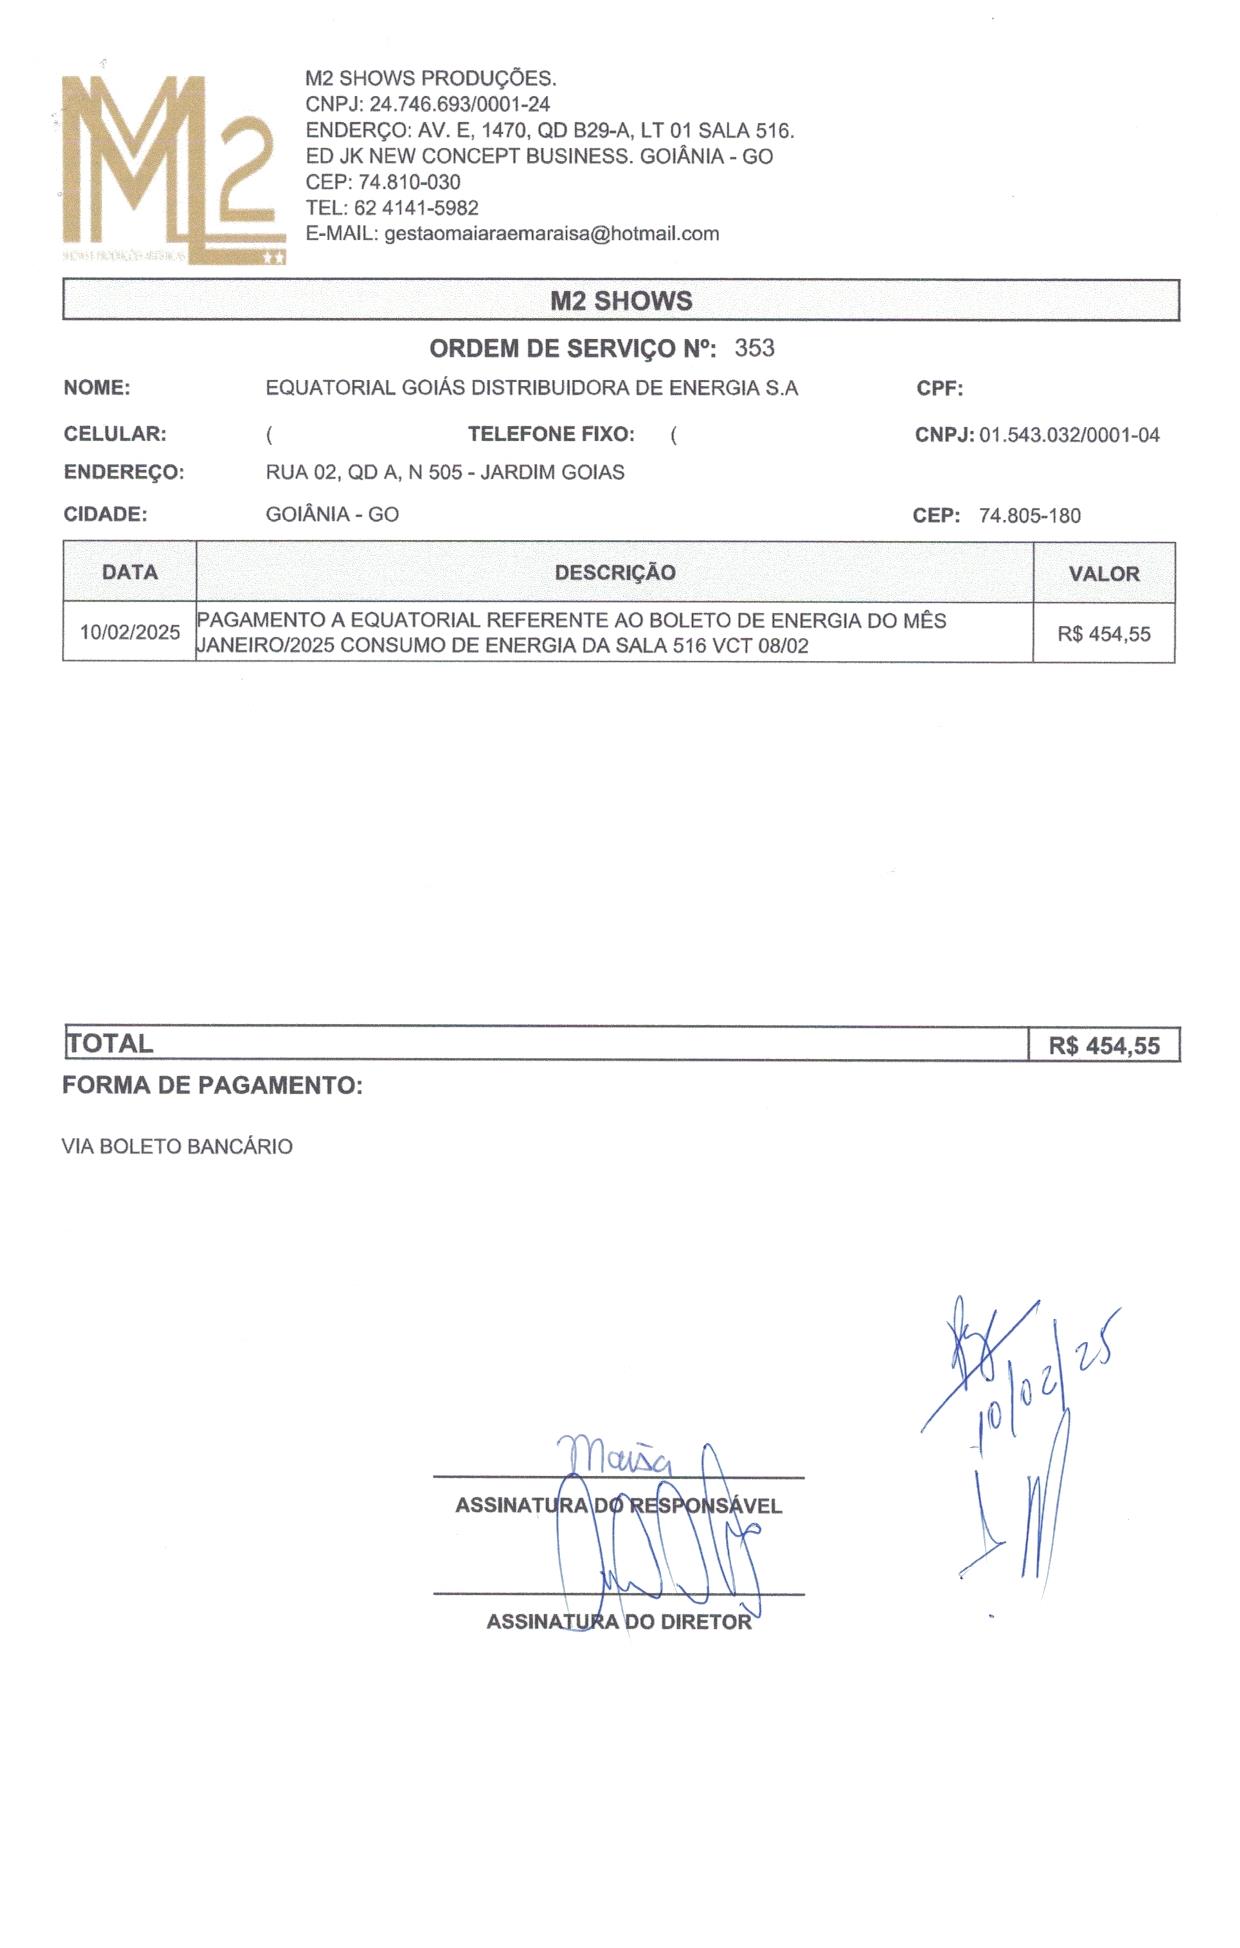 M2
M2 SHOWS PRODUÇÕES.
CNPJ: 24.746.693/0001-24
ENDERÇO: AV. E, 1470, QD B29-A, LT 01 SALA 516.
ED JK NEW CONCEPT BUSINESS. GOIÂNIA - GO
CEP: 74.810-030
TEL: 62 4141-5982
E-MAIL: gestaomaiaraemaraisa@hotmail.com
M2 SHOWS
ORDEM DE SERVIÇO Nº: 353
NOME: EQUATORIAL GOIÁS DISTRIBUIDORA DE ENERGIA S.A CPF:
CELULAR: ( TELEFONE FIXO: ( CNPJ: 01.543.032/0001-04
ENDEREÇO: RUA 02, QD A, N 505 - JARDIM GOIAS
CIDADE: GOIÂNIA - GO CEP: 74.805-180
DATA DESCRIÇÃO VALOR
10/02/2025 PAGAMENTO A EQUATORIAL REFERENTE AO BOLETO DE ENERGIA DO MÊS R$ 454,55
JANEIRO/2025 CONSUMO DE ENERGIA DA SALA 516 VCT 08/02
TOTAL R$ 454,55
FORMA DE PAGAMENTO:
VIA BOLETO BANCÁRIO
10/02/25
ASSINATURA DO RESPONSÁVEL
ASSINATURA DO DIRETOR